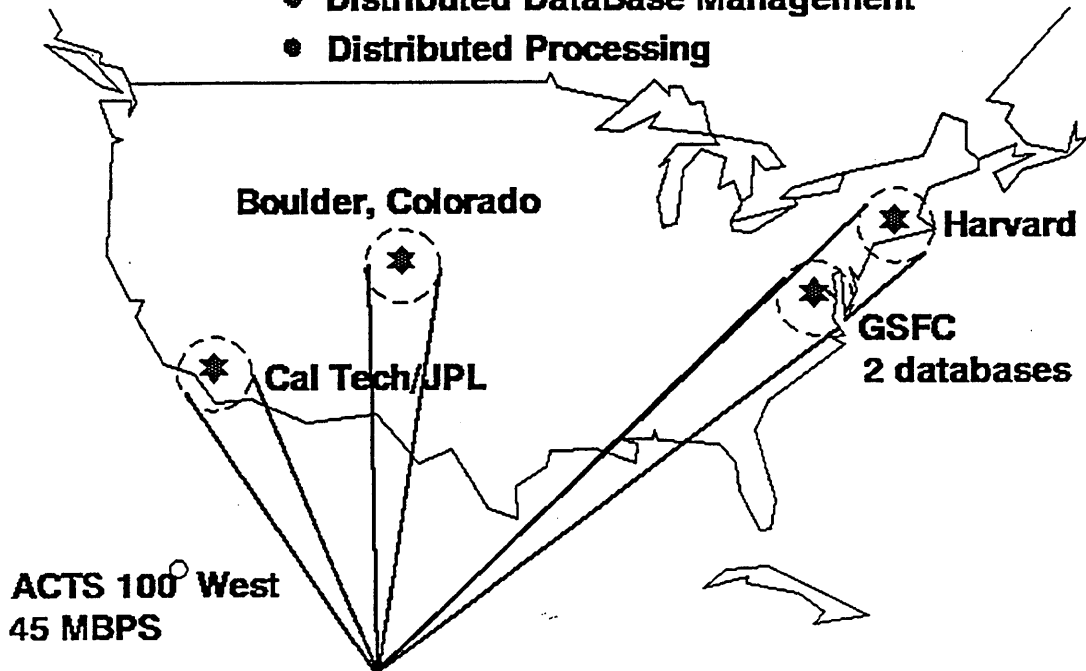 ● Distributed DataBase Management
● Distributed Processing
Boulder, Colorado
Harvard
GSFC
2 databases
Cal Tech/JPL
ACTS 100° West
45 MBPS